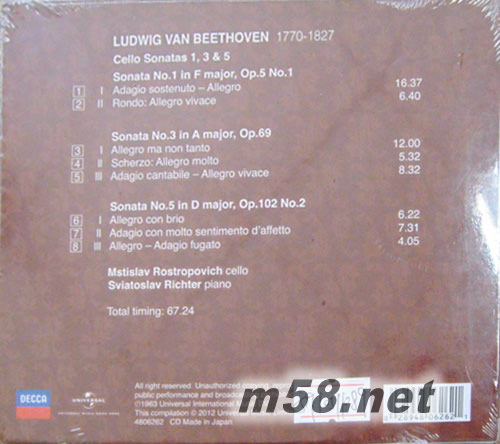 LUDWIG VAN BEETHOVEN 1770-1827
Cello Sonatas 1, 3 & 5
Sonata No.1 in F major, Op.5 No.1
1 I Adagio sostenuto – Allegro 16.37
2 II Rondo: Allegro vivace 6.40
Sonata No.3 in A major, Op.69
3 I Allegro ma non tanto 12.00
4 II Scherzo: Allegro molto 5.32
5 III Adagio cantabile – Allegro vivace 8.32
Sonata No.5 in D major, Op.102 No.2
6 I Allegro con brio 6.22
7 II Adagio con molto sentimento d'affetto 7.31
8 III Allegro – Adagio fugato 4.05
Mstislav Rostropovich cello
Sviatoslav Richter piano
Total timing: 67.24
DECCA
UNIVERSAL
All rights reserved. Unauthorized
public performance and
℗1963 Universal International
This compilation © 2012 Universal
4806262 CD Made in Japan
m58.net